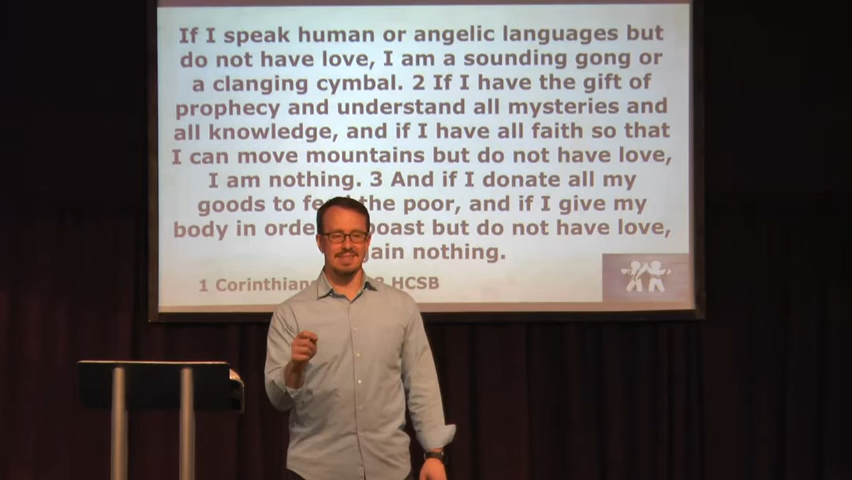 If I speak human or angelic languages but
do not have love, I am a sounding gong or
a clanging cymbal. 2 If I have the gift of
prophecy and understand all mysteries and
all knowledge, and if I have all faith so that
I can move mountains but do not have love,
I am nothing. 3 And if I donate all my
goods to the poor, and if I give my
body in boast but do not have love,
gain nothing.
1 HCSB